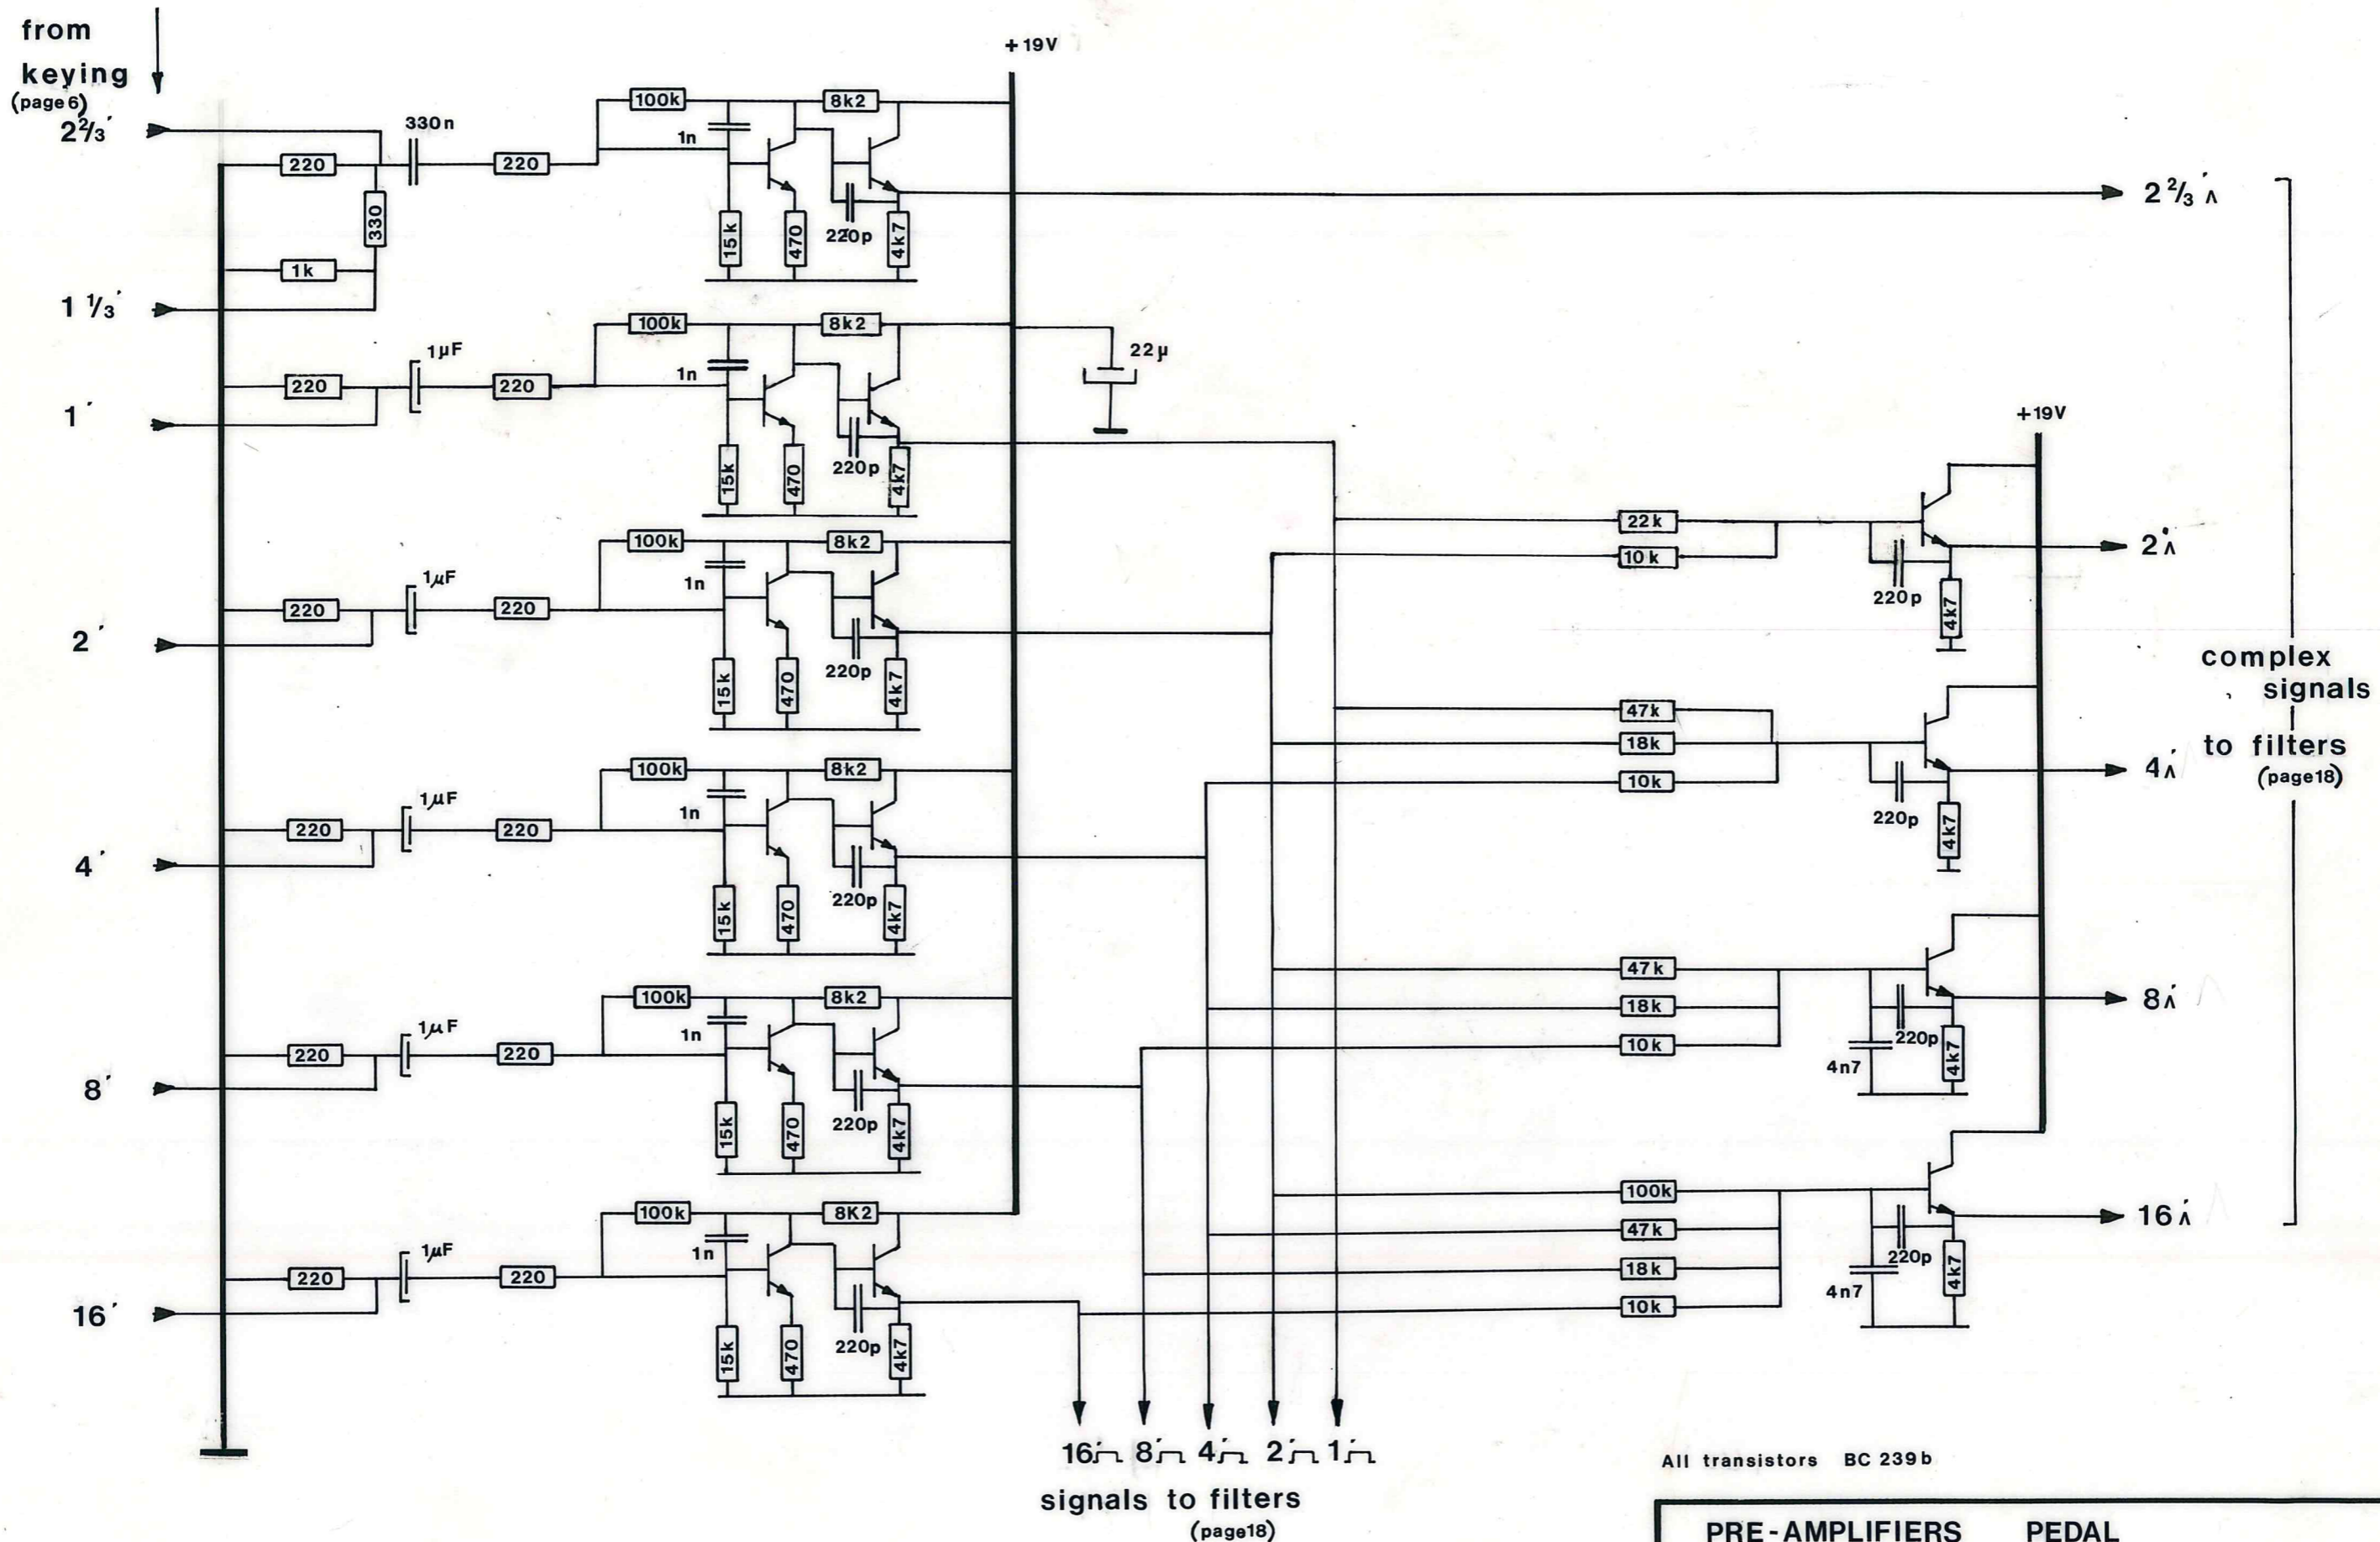 from
keying
(page 6)
+19V
2⅔′
330n
220
220
330
1k
1 ⅓′
100k
8k2
1n
15k
470
220p
4k7
2 ⅔′ ʌ
1′
220
1µF
220
100k
8k2
1n
15k
470
220p
4k7
22µ
2′
220
1µF
220
100k
8k2
1n
15k
470
220p
4k7
4′
220
1µF
220
100k
8k2
1n
15k
470
220p
4k7
8′
220
1µF
220
100k
8k2
1n
15k
470
220p
4k7
16′
220
1µF
220
100k
8K2
1n
15k
470
220p
4k7
+19V
22k
10k
220p
4k7
2′ʌ
47k
18k
10k
220p
4k7
4′ʌ
47k
18k
10k
4n7
220p
4k7
8′ʌ
100k
47k
18k
10k
4n7
220p
4k7
16′ʌ
complex
signals
to filters
(page18)
16′ 8′ 4′ 2′ 1′
signals to filters
(page18)
All transistors BC 239b
PRE-AMPLIFIERS PEDAL